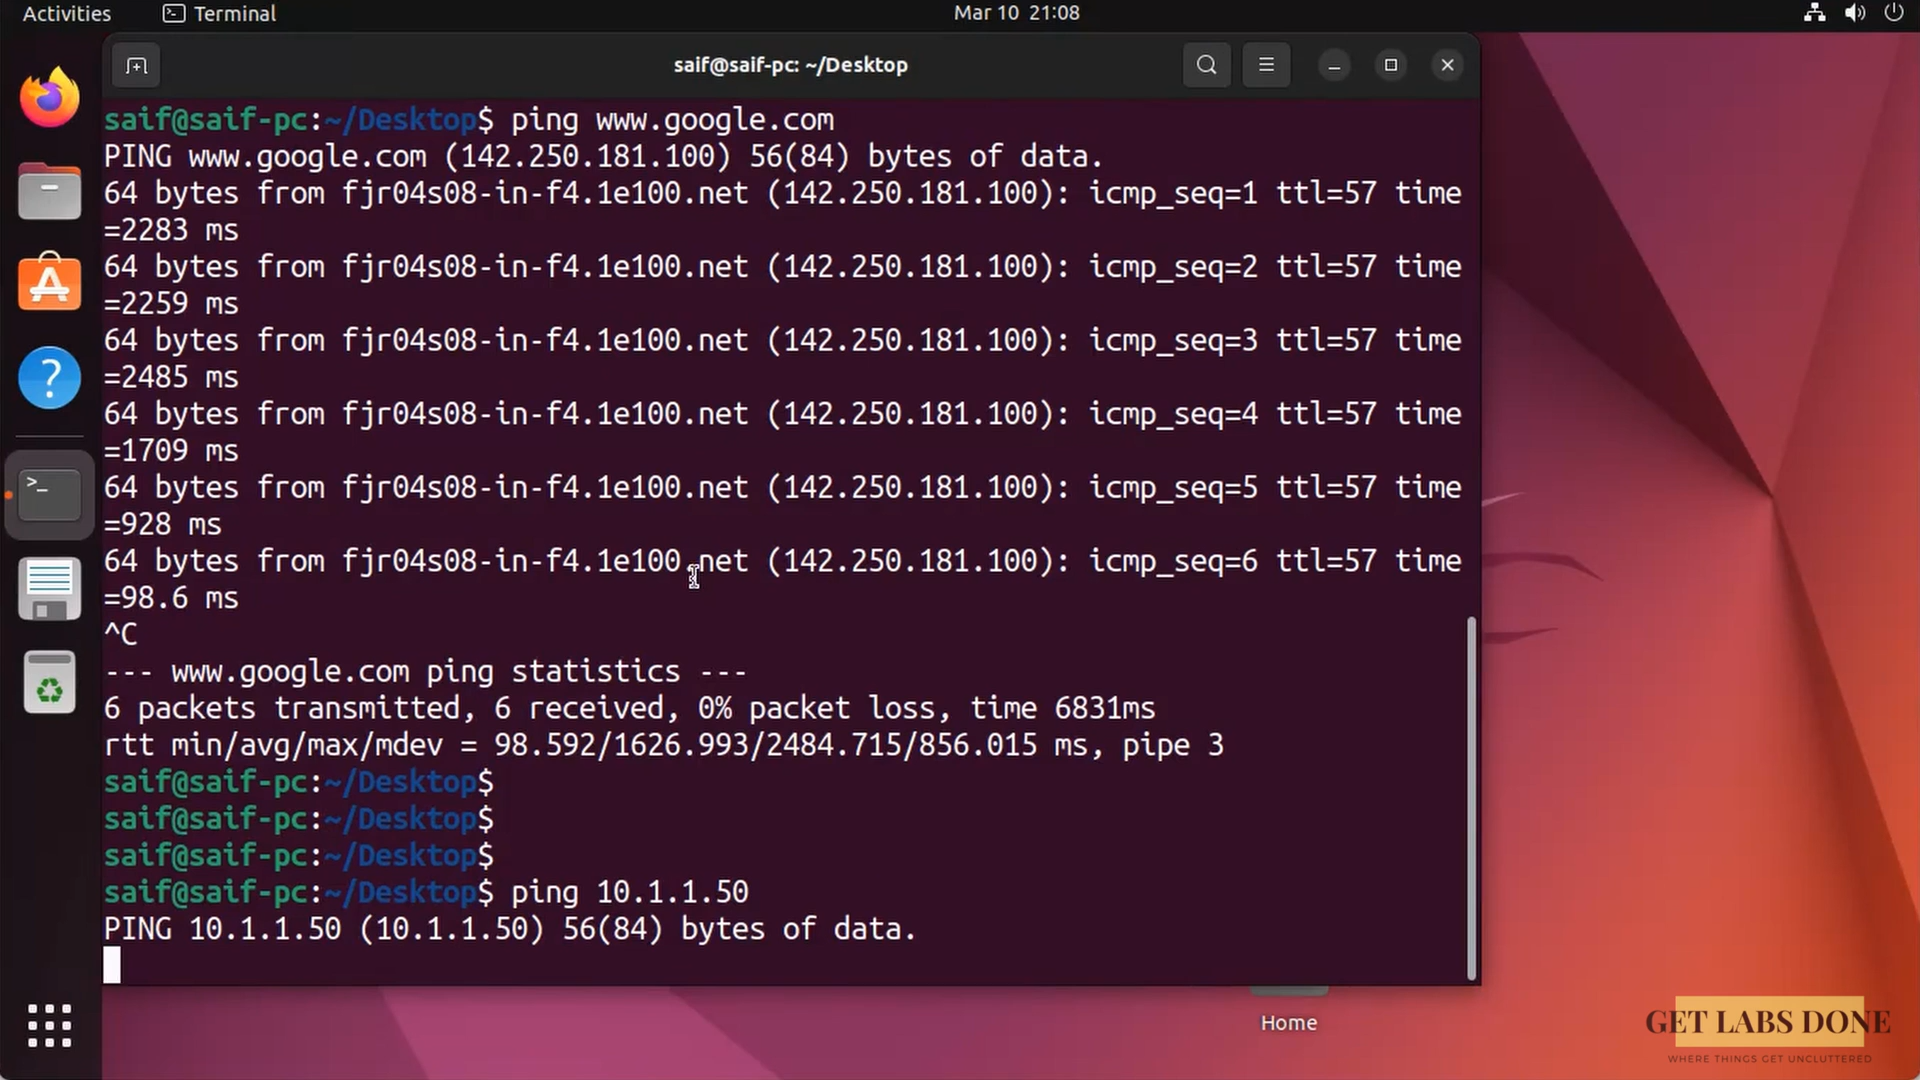 Activities Terminal Mar 10 21:08
saif@saif-pc: ~/Desktop
saif@saif-pc:~/Desktop$ ping www.google.com
PING www.google.com (142.250.181.100) 56(84) bytes of data.
64 bytes from fjr04s08-in-f4.1e100.net (142.250.181.100): icmp_seq=1 ttl=57 time
=2283 ms
64 bytes from fjr04s08-in-f4.1e100.net (142.250.181.100): icmp_seq=2 ttl=57 time
=2259 ms
64 bytes from fjr04s08-in-f4.1e100.net (142.250.181.100): icmp_seq=3 ttl=57 time
=2485 ms
64 bytes from fjr04s08-in-f4.1e100.net (142.250.181.100): icmp_seq=4 ttl=57 time
=1709 ms
64 bytes from fjr04s08-in-f4.1e100.net (142.250.181.100): icmp_seq=5 ttl=57 time
=928 ms
64 bytes from fjr04s08-in-f4.1e100.net (142.250.181.100): icmp_seq=6 ttl=57 time
=98.6 ms
^C
--- www.google.com ping statistics ---
6 packets transmitted, 6 received, 0% packet loss, time 6831ms
rtt min/avg/max/mdev = 98.592/1626.993/2484.715/856.015 ms, pipe 3
saif@saif-pc:~/Desktop$
saif@saif-pc:~/Desktop$
saif@saif-pc:~/Desktop$
saif@saif-pc:~/Desktop$ ping 10.1.1.50
PING 10.1.1.50 (10.1.1.50) 56(84) bytes of data.
Home
GET LABS DONE
WHERE THINGS GET UNCLUTTERED